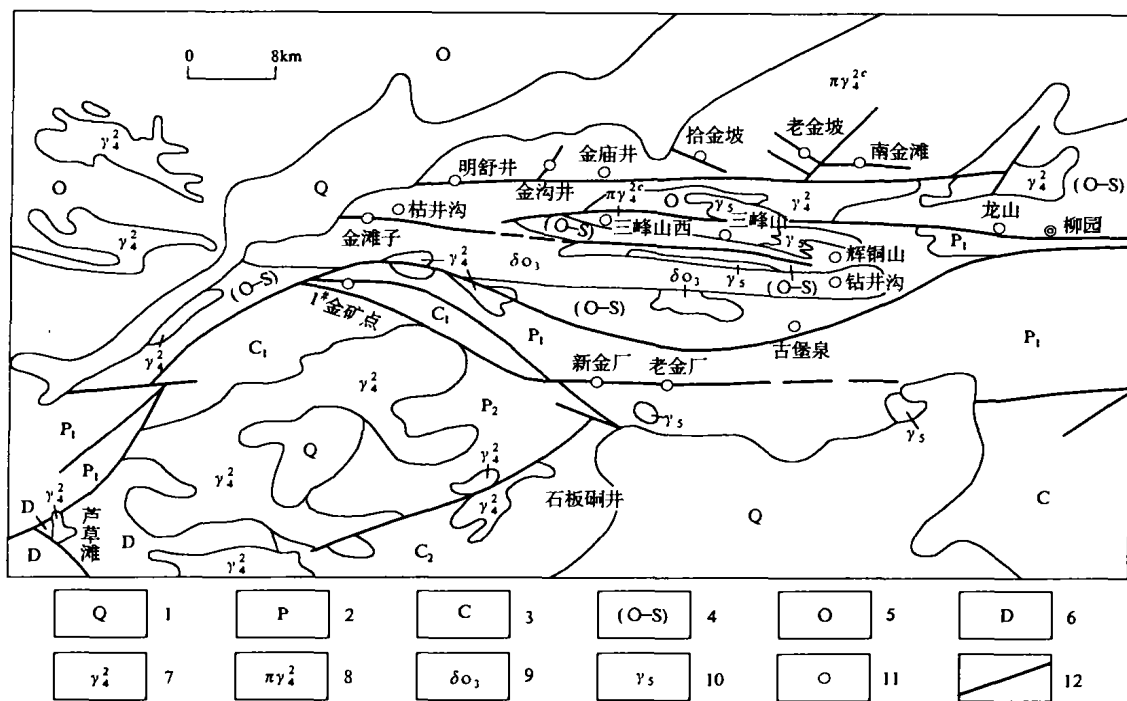 0 8km
O
πγ₄²ᶜ
γ₄²
拾金坡
老金坡
南金滩
明舒井
金沟井
金庙井
O
Q
枯井沟
πγ₄²ᶜ
O
γ₅
γ₄²
γ₄²
(O-S)
龙山
柳园
金滩子
(O-S)
三峰山西
三峰山
γ₅
P₁
辉铜山
γ₄²
γ₄²
δo₃
δo₃
γ₅
(O-S)
钻井沟
(O-S)
1#金矿点
C₁
(O-S)
P₁
古堡泉
P₁
γ₄²
C₁
γ₄²
新金厂
老金厂
P₂
γ₅
γ₅
P₁
P₁
Q
γ₄²
γ₄²
γ₄²
石板硐井
Q
C
D
γ₄²
芦草滩
D
D
γ₄²
C₂
Q 1
P 2
C 3
(O-S) 4
O 5
D 6
γ₄² 7
πγ₄² 8
δo₃ 9
γ₅ 10
11
12